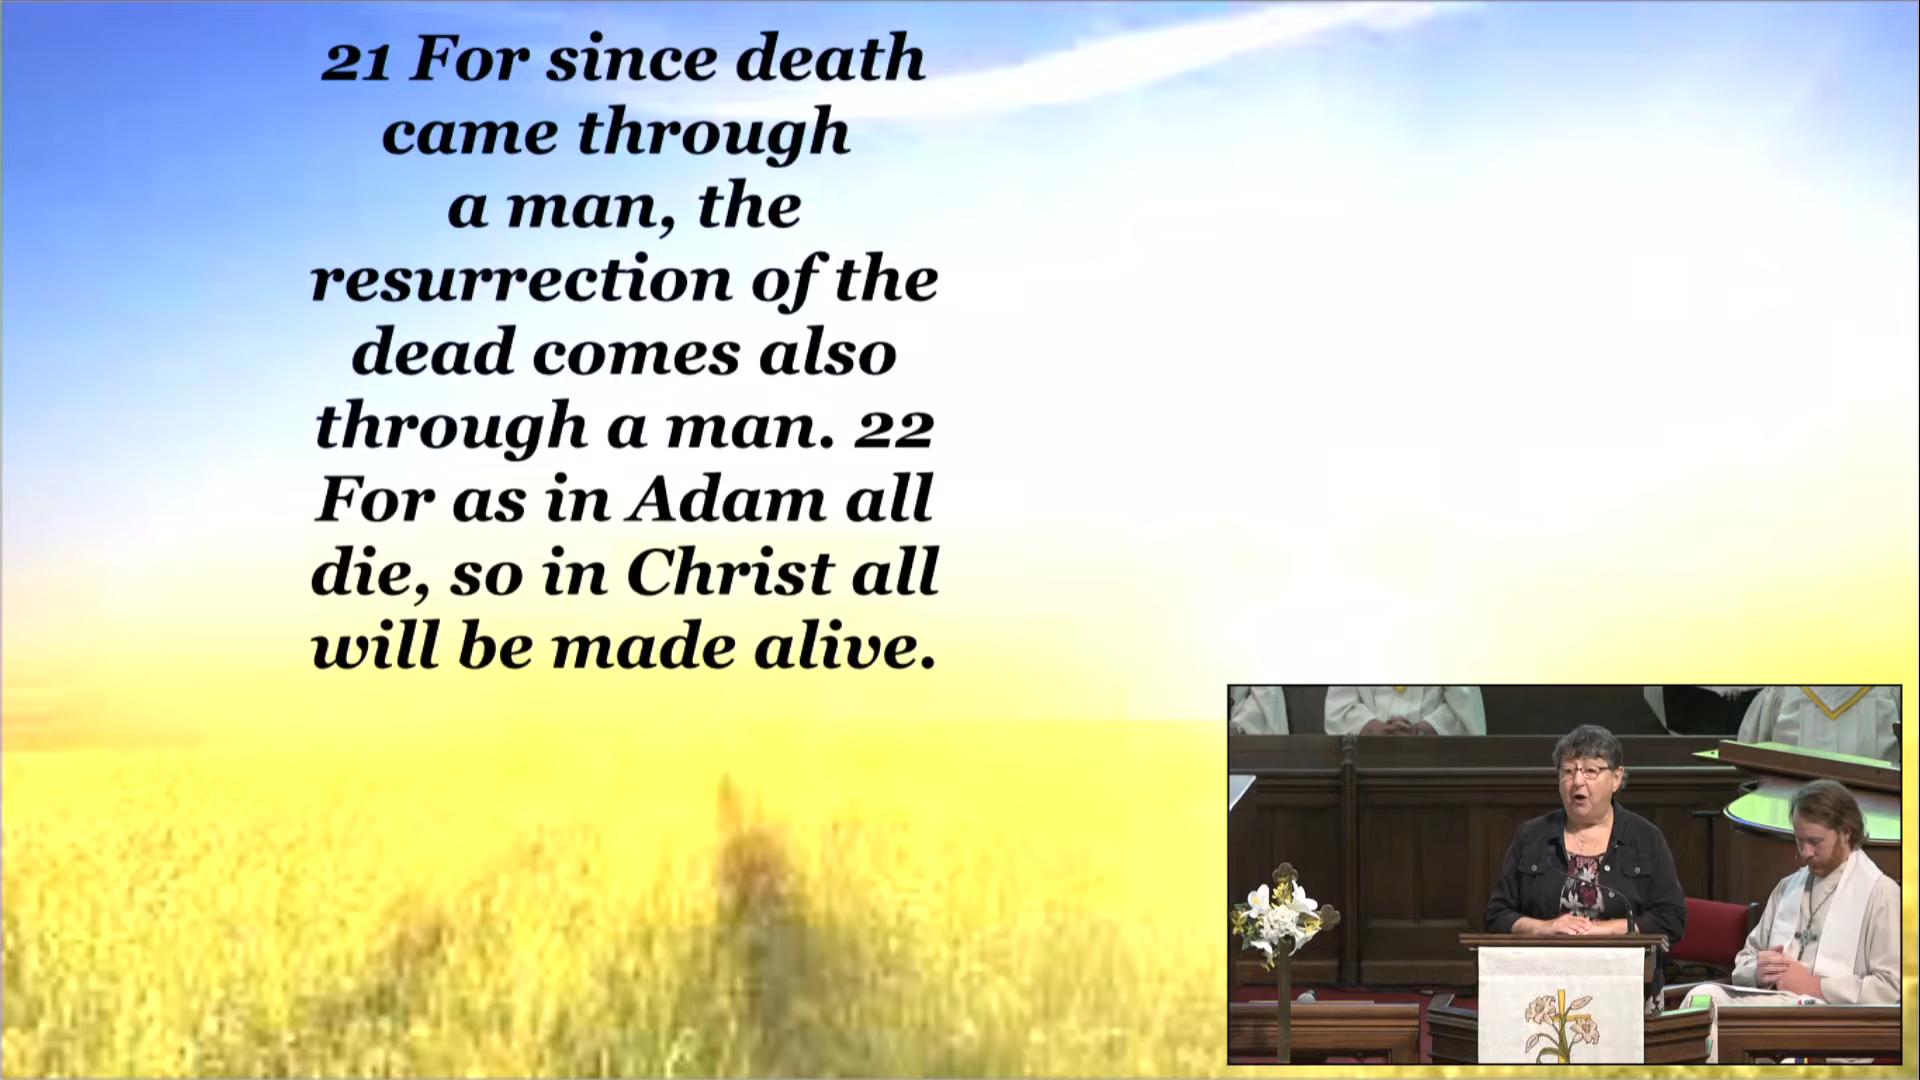 21 For since death
came through
a man, the
resurrection of the
dead comes also
through a man. 22
For as in Adam all
die, so in Christ all
will be made alive.